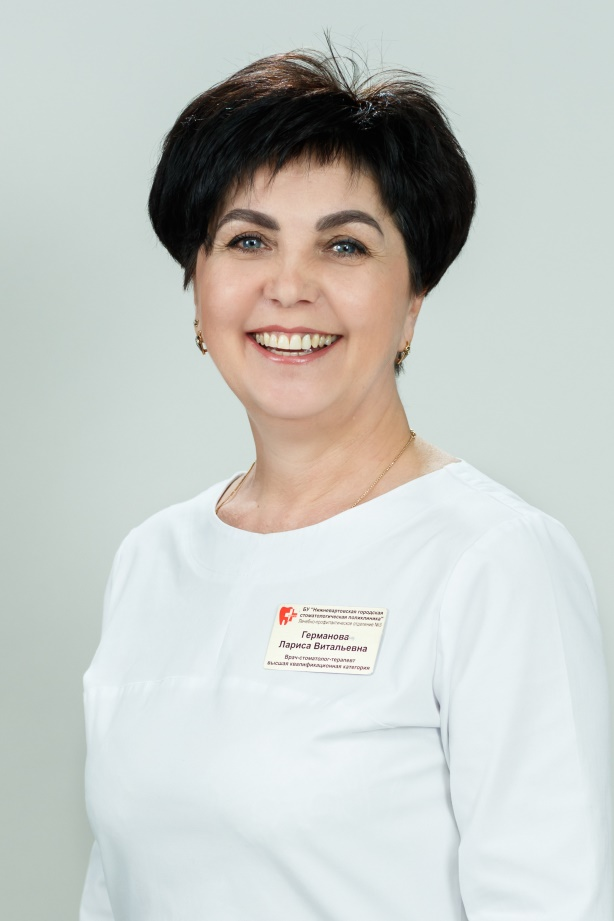 БУ "Нижневартовская городская
стоматологическая поликлиника"
Лечебно-профилактическое отделение №2
Германова
Лариса Витальевна
Врач-стоматолог-терапевт
высшая квалификационная категория